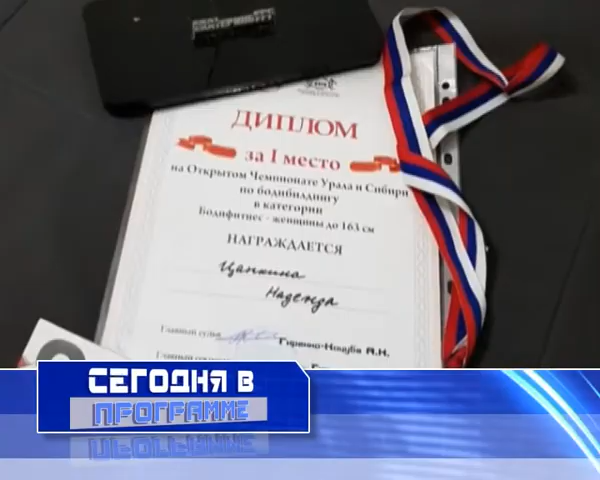 ДИПЛОМ
за I место
на Открытом Чемпионате Урала и Сибири
по бодибилдингу
в категории
Бодифитнес - женщины до 163 см
НАГРАЖДАЕТСЯ
Цапкина
Надежда
Главный судья
СЕГОДНЯ В
ПРОГРАММЕ